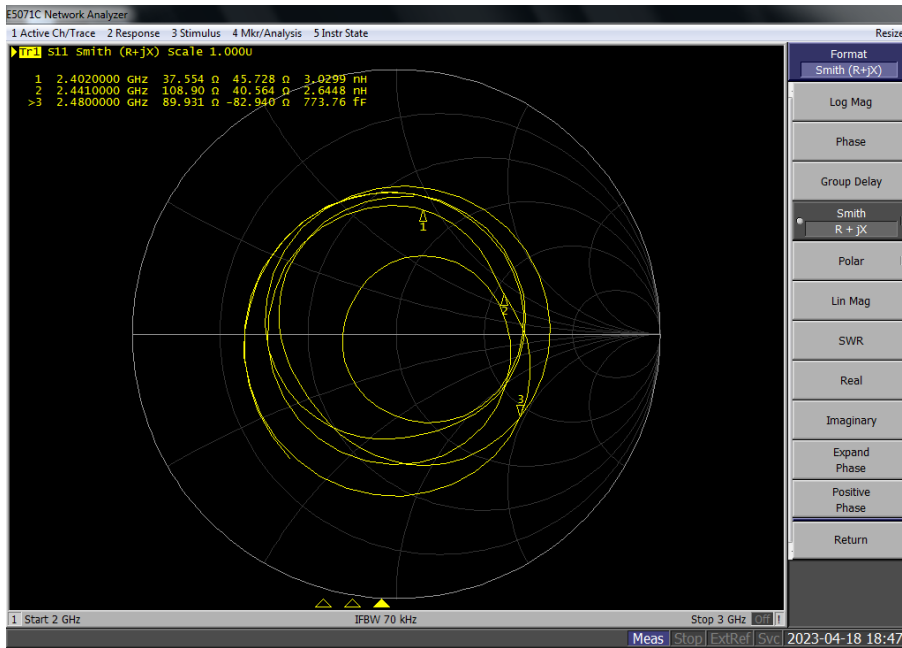 E5071C Network Analyzer
1 Active Ch/Trace 2 Response 3 Stimulus 4 Mkr/Analysis 5 Instr State
Resize
Tr1 S11 Smith (R+jX) Scale 1.000U
1 2.4020000 GHz 37.554 Ω 45.728 Ω 3.0299 nH
2 2.4410000 GHz 108.90 Ω 40.564 Ω 2.6448 nH
>3 2.4800000 GHz 89.931 Ω -82.940 Ω 773.76 fF
1
2
3
Format
Smith (R+jX)
Log Mag
Phase
Group Delay
Smith
R + jX
Polar
Lin Mag
SWR
Real
Imaginary
Expand
Phase
Positive
Phase
Return
1 Start 2 GHz
IFBW 70 kHz
Stop 3 GHz Off !
Meas Stop ExtRef Svc 2023-04-18 18:47